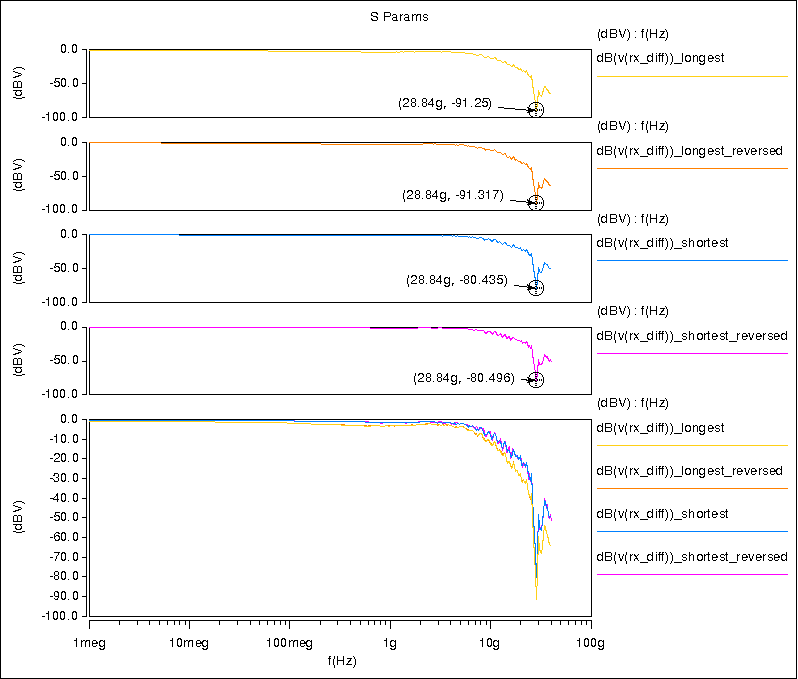 S Params
(dBV) : f(Hz)
dB(v(rx_diff))_longest
(dBV)
0.0
-50.0
-100.0
(28.84g, -91.25)
(dBV) : f(Hz)
dB(v(rx_diff))_longest_reversed
(dBV)
0.0
-50.0
-100.0
(28.84g, -91.317)
(dBV) : f(Hz)
dB(v(rx_diff))_shortest
(dBV)
0.0
-50.0
-100.0
(28.84g, -80.435)
(dBV) : f(Hz)
dB(v(rx_diff))_shortest_reversed
(dBV)
0.0
-50.0
-100.0
(28.84g, -80.496)
(dBV) : f(Hz)
dB(v(rx_diff))_longest
dB(v(rx_diff))_longest_reversed
dB(v(rx_diff))_shortest
dB(v(rx_diff))_shortest_reversed
(dBV)
0.0
-10.0
-20.0
-30.0
-40.0
-50.0
-60.0
-70.0
-80.0
-90.0
-100.0
1meg 10meg 100meg 1g 10g 100g
f(Hz)